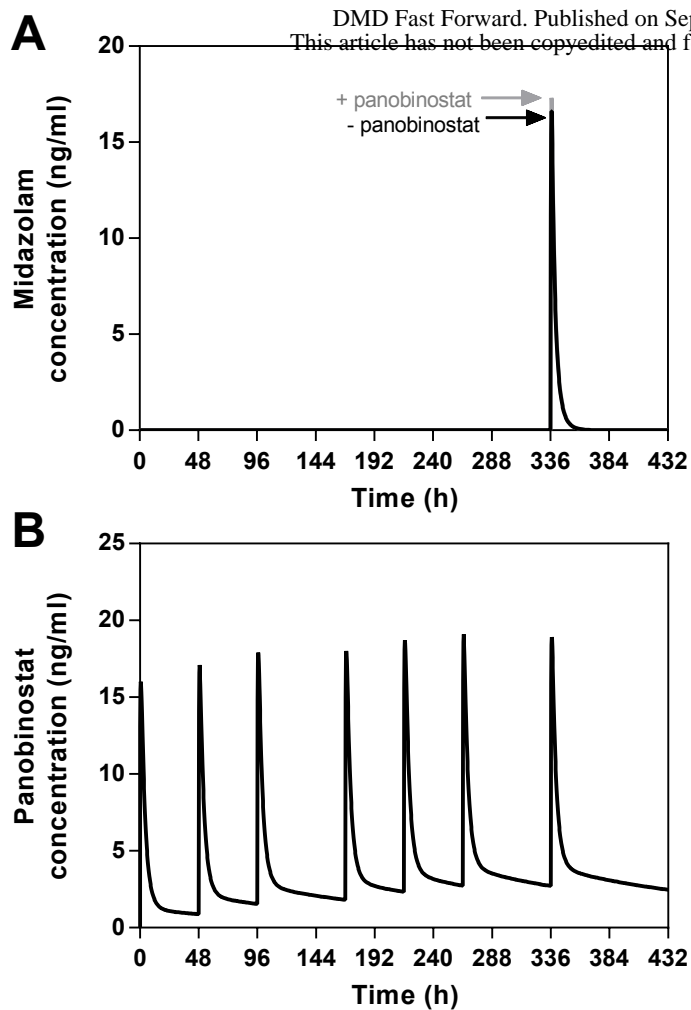 DMD Fast Forward. Published on Sep
This article has not been copyedited and f
A
Midazolam
concentration (ng/ml)
20
15
10
5
0
+ panobinostat
- panobinostat
0 48 96 144 192 240 288 336 384 432
Time (h)
B
Panobinostat
concentration (ng/ml)
25
20
15
10
5
0
0 48 96 144 192 240 288 336 384 432
Time (h)